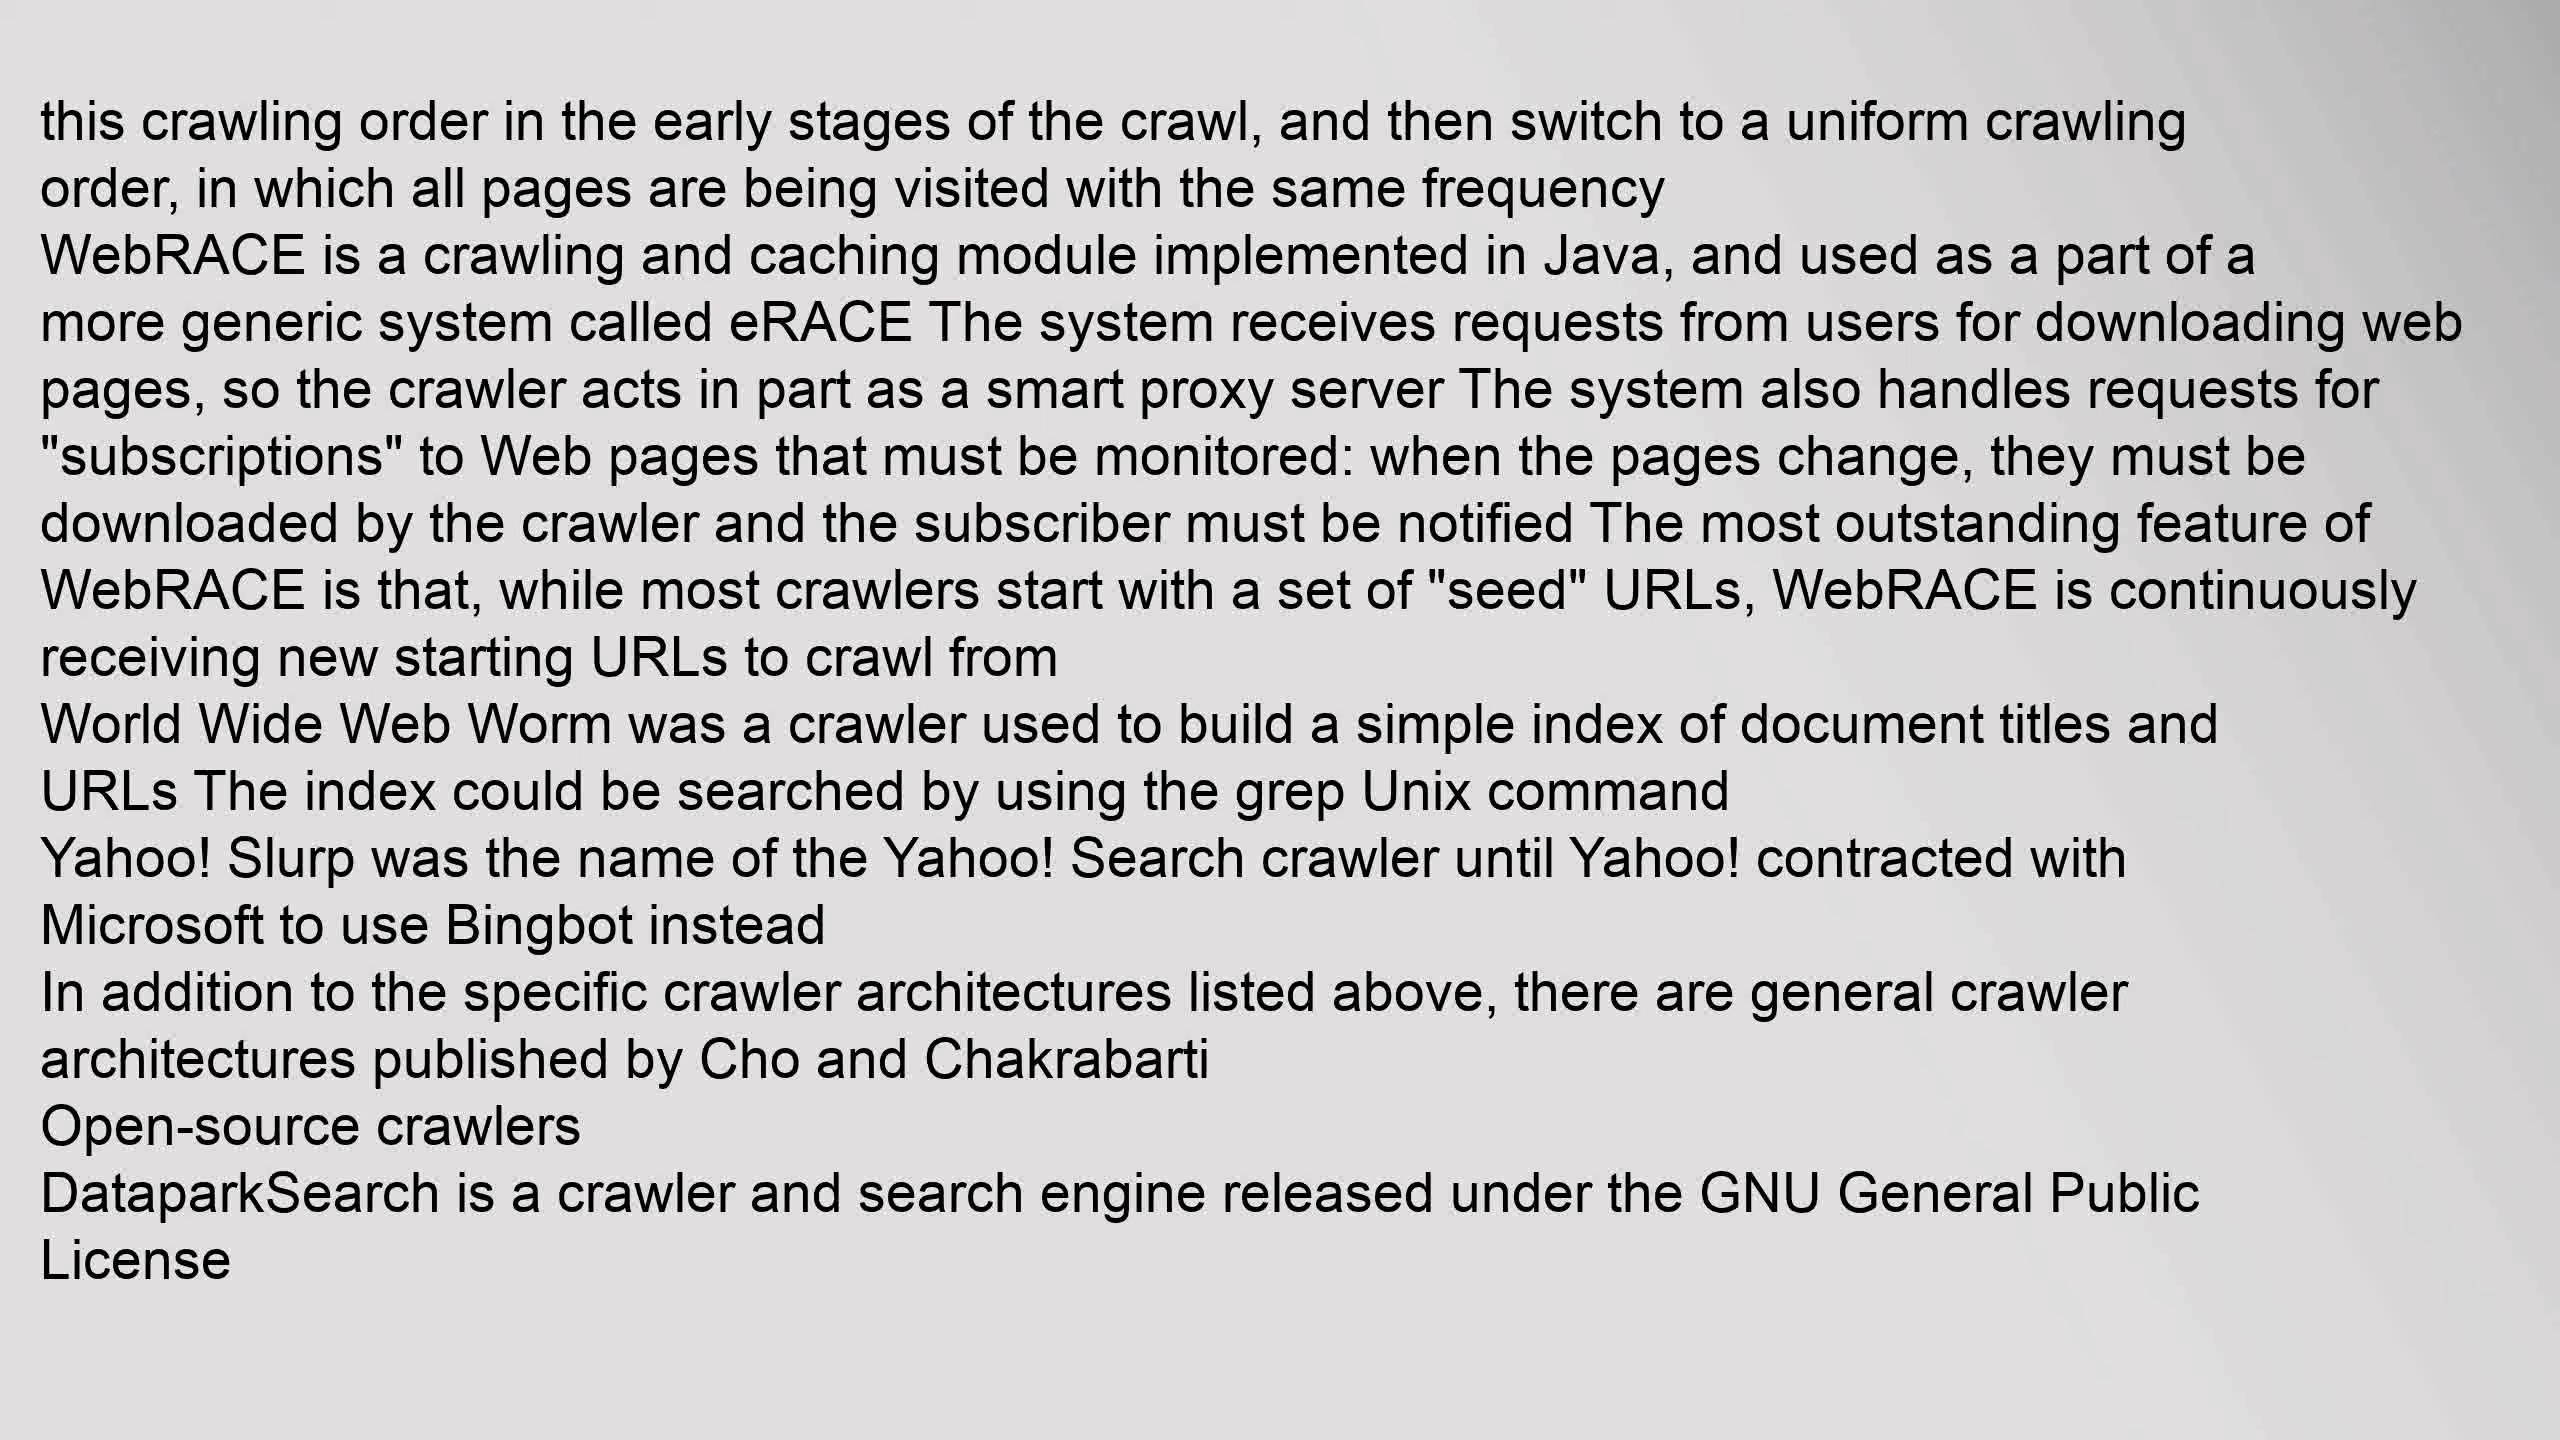 this crawling order in the early stages of the crawl, and then switch to a uniform crawling
order, in which all pages are being visited with the same frequency
WebRACE is a crawling and caching module implemented in Java, and used as a part of a
more generic system called eRACE The system receives requests from users for downloading web
pages, so the crawler acts in part as a smart proxy server The system also handles requests for
"subscriptions" to Web pages that must be monitored: when the pages change, they must be
downloaded by the crawler and the subscriber must be notified The most outstanding feature of
WebRACE is that, while most crawlers start with a set of "seed" URLs, WebRACE is continuously
receiving new starting URLs to crawl from
World Wide Web Worm was a crawler used to build a simple index of document titles and
URLs The index could be searched by using the grep Unix command
Yahoo! Slurp was the name of the Yahoo! Search crawler until Yahoo! contracted with
Microsoft to use Bingbot instead
In addition to the specific crawler architectures listed above, there are general crawler
architectures published by Cho and Chakrabarti
Open-source crawlers
DataparkSearch is a crawler and search engine released under the GNU General Public
License